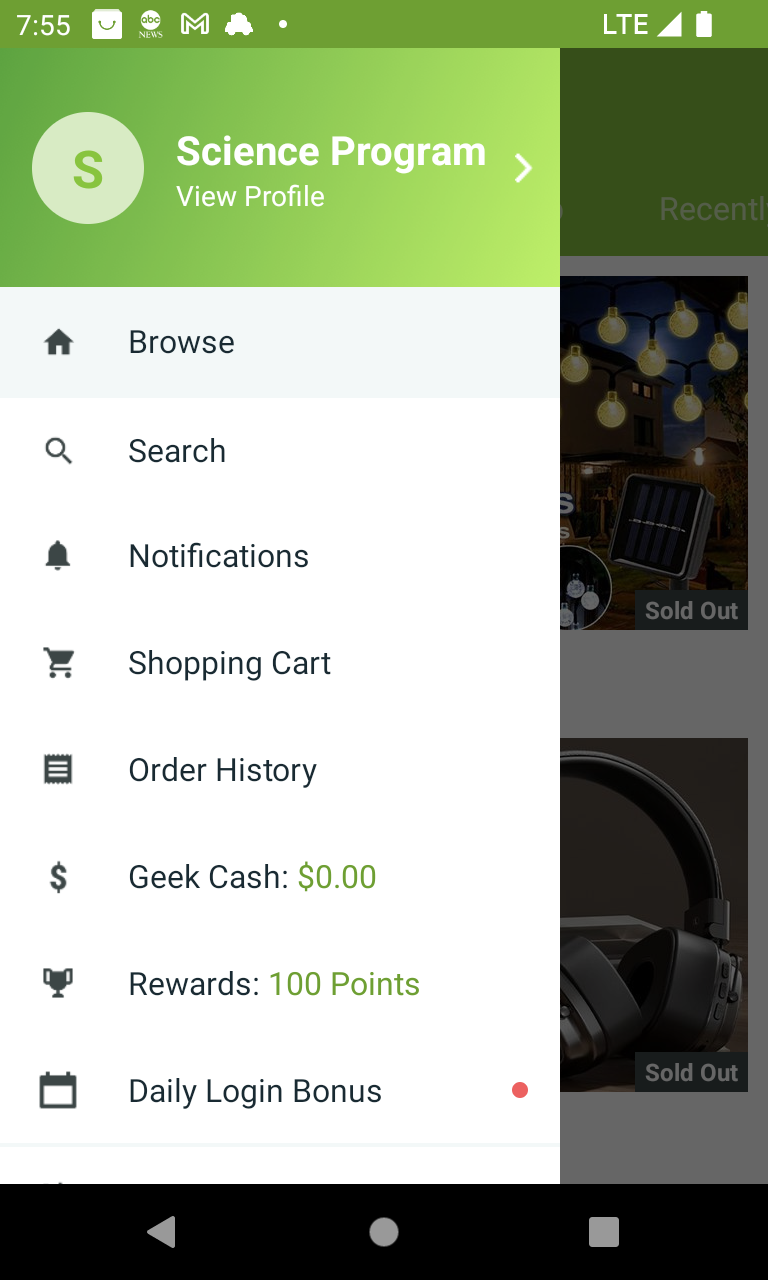 7:55
abc
NEWS
LTE
S
Science Program
View Profile
Recently
Browse
Search
Notifications
Shopping Cart
Order History
Geek Cash: $0.00
Rewards: 100 Points
Daily Login Bonus
Sold Out
Sold Out